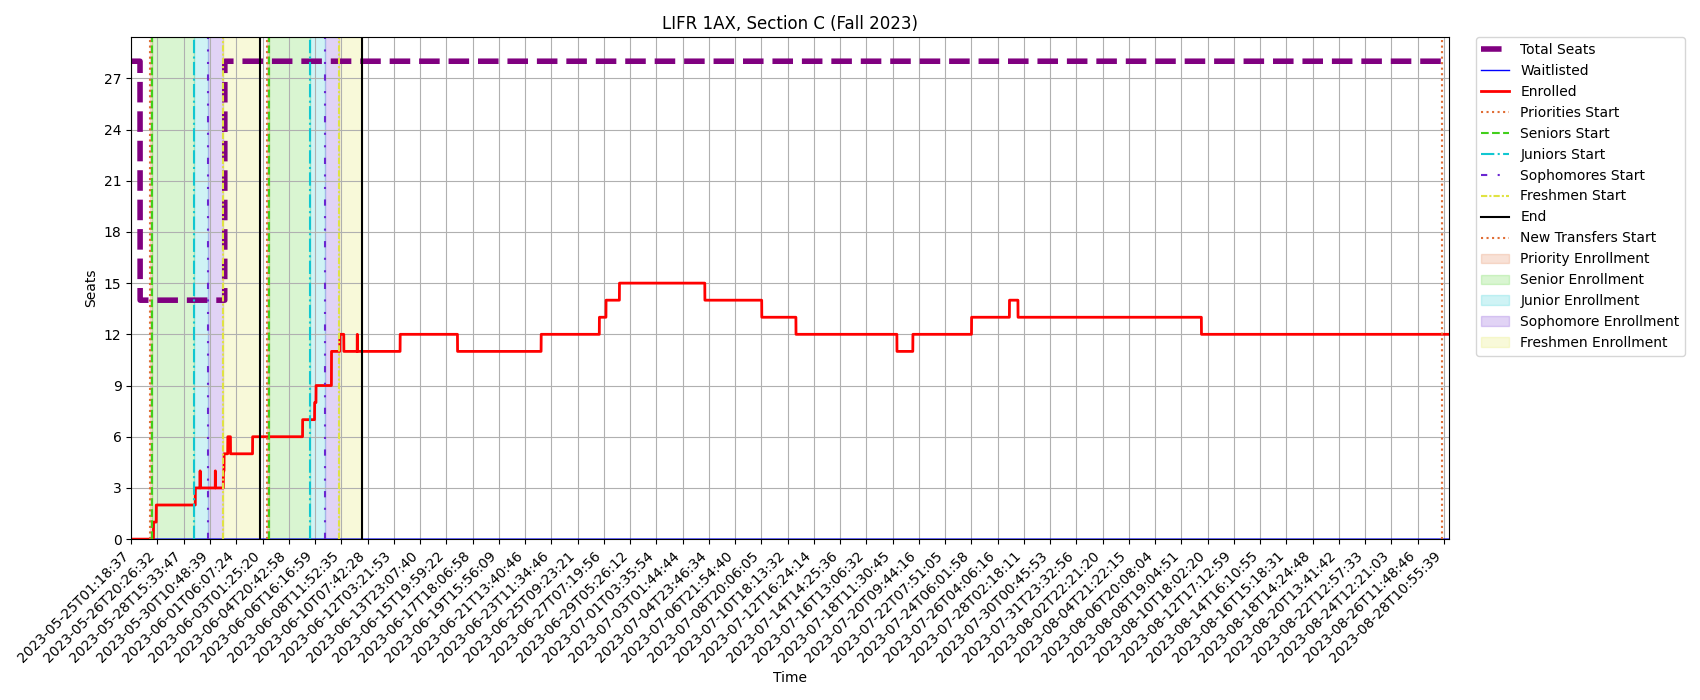 LIFR 1AX, Section C (Fall 2023)
Seats
27
24
21
18
15
12
9
6
3
0
2023-05-25T01:18:37
2023-05-26T20:26:32
2023-05-28T15:33:47
2023-05-30T10:48:39
2023-06-01T06:07:24
2023-06-03T01:25:20
2023-06-04T20:42:58
2023-06-06T16:16:59
2023-06-08T11:52:35
2023-06-10T07:42:28
2023-06-12T03:21:53
2023-06-13T23:07:40
2023-06-15T19:59:22
2023-06-17T18:06:58
2023-06-19T15:56:09
2023-06-21T13:40:46
2023-06-23T11:34:46
2023-06-25T09:23:21
2023-06-27T07:19:56
2023-06-29T05:26:12
2023-07-01T03:35:54
2023-07-03T01:44:44
2023-07-04T23:46:34
2023-07-06T21:54:40
2023-07-08T20:06:05
2023-07-10T18:13:32
2023-07-12T16:24:14
2023-07-14T14:25:36
2023-07-16T13:06:32
2023-07-18T11:30:45
2023-07-20T09:44:16
2023-07-22T07:51:05
2023-07-24T06:01:58
2023-07-26T04:06:16
2023-07-28T02:18:11
2023-07-30T00:45:53
2023-07-31T23:32:56
2023-08-02T22:21:20
2023-08-04T21:22:15
2023-08-06T20:08:04
2023-08-08T19:04:51
2023-08-10T18:02:20
2023-08-12T17:12:59
2023-08-14T16:10:55
2023-08-16T15:18:31
2023-08-18T14:24:48
2023-08-20T13:41:42
2023-08-22T12:57:33
2023-08-24T12:21:03
2023-08-26T11:48:46
2023-08-28T10:55:39
Time
Total Seats
Waitlisted
Enrolled
Priorities Start
Seniors Start
Juniors Start
Sophomores Start
Freshmen Start
End
New Transfers Start
Priority Enrollment
Senior Enrollment
Junior Enrollment
Sophomore Enrollment
Freshmen Enrollment